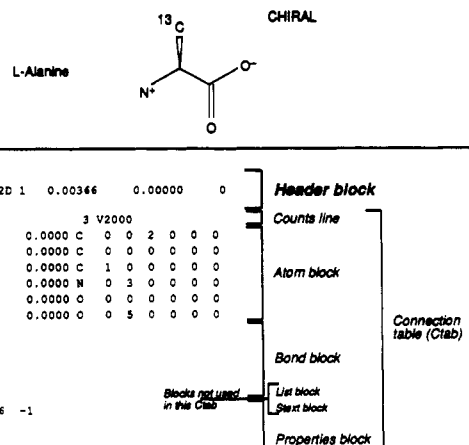 13C
CHIRAL
L-Alanine
O-
N+
O
2D 1 0.00366 0.00000 0
Header block
3 V2000
Counts line
0.0000 C 0 0 2 0 0 0
0.0000 C 0 0 0 0 0 0
0.0000 C 1 0 0 0 0 0
0.0000 N 0 3 0 0 0 0
0.0000 O 0 0 0 0 0 0
0.0000 O 0 5 0 0 0 0
Atom block
Connection
table (Ctab)
Bond block
Blocks not used
in this Ctab
List block
Stext block
6 -1
Properties block